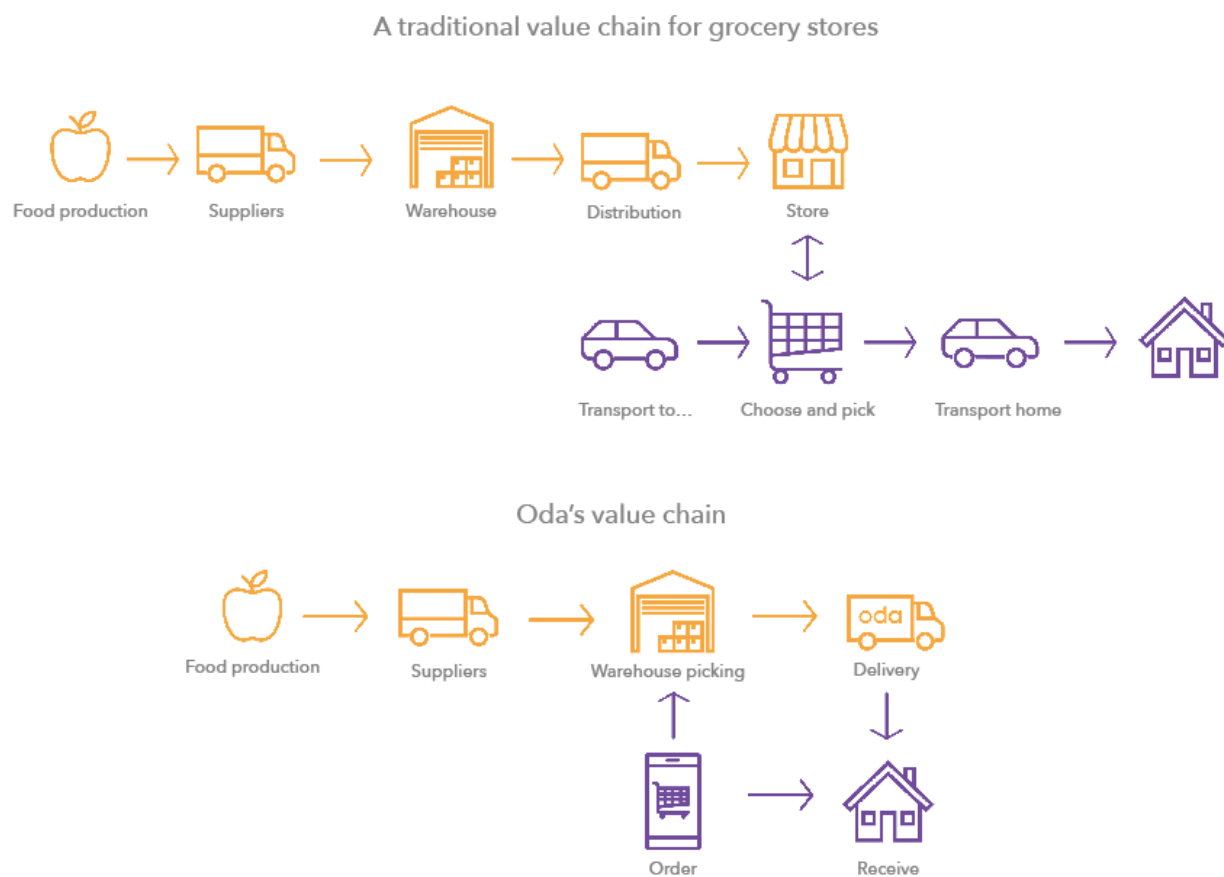 A traditional value chain for grocery stores
Food production
Suppliers
Warehouse
Distribution
Store
Transport to...
Choose and pick
Transport home
Oda’s value chain
oda
Food production
Suppliers
Warehouse picking
Delivery
Order
Receive